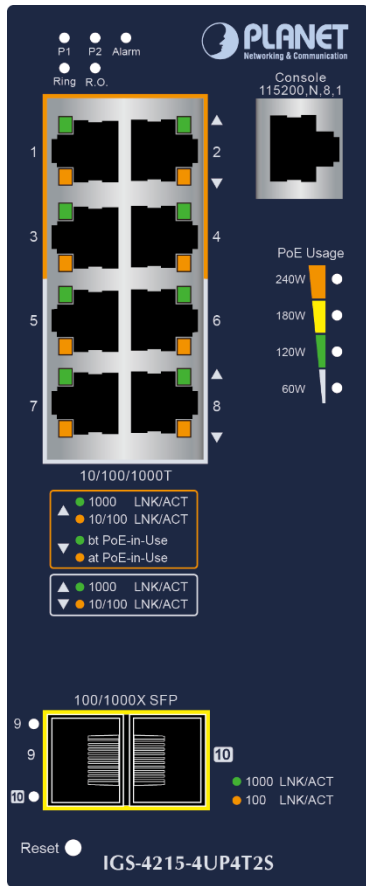 P1 P2 Alarm
Ring R.O.
PLANET
Networking & Communication
Console
115200,N,8,1
1 2
3 4
5 6
7 8
PoE Usage
240W
180W
120W
60W
10/100/1000T
1000 LNK/ACT
10/100 LNK/ACT
bt PoE-in-Use
at PoE-in-Use
1000 LNK/ACT
10/100 LNK/ACT
100/1000X SFP
9
9 10
10
1000 LNK/ACT
100 LNK/ACT
Reset
IGS-4215-4UP4T2S